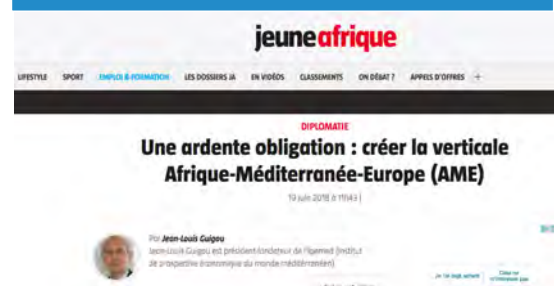 jeuneafrique
LIFESTYLE SPORT EMPLOI & FORMATION LES DOSSIERS JA EN VIDÉOS CLASSEMENTS ON DÉBAT ? APPELS D'OFFRES +
DIPLOMATIE
Une ardente obligation : créer la verticale
Afrique-Méditerranée-Europe (AME)
19 juin 2018 à 11h43 |
Par Jean-Louis Guigou
Jean-Louis Guigou est président-fondateur de l'Ipemed (Institut
de prospective économique du monde méditerranéen)